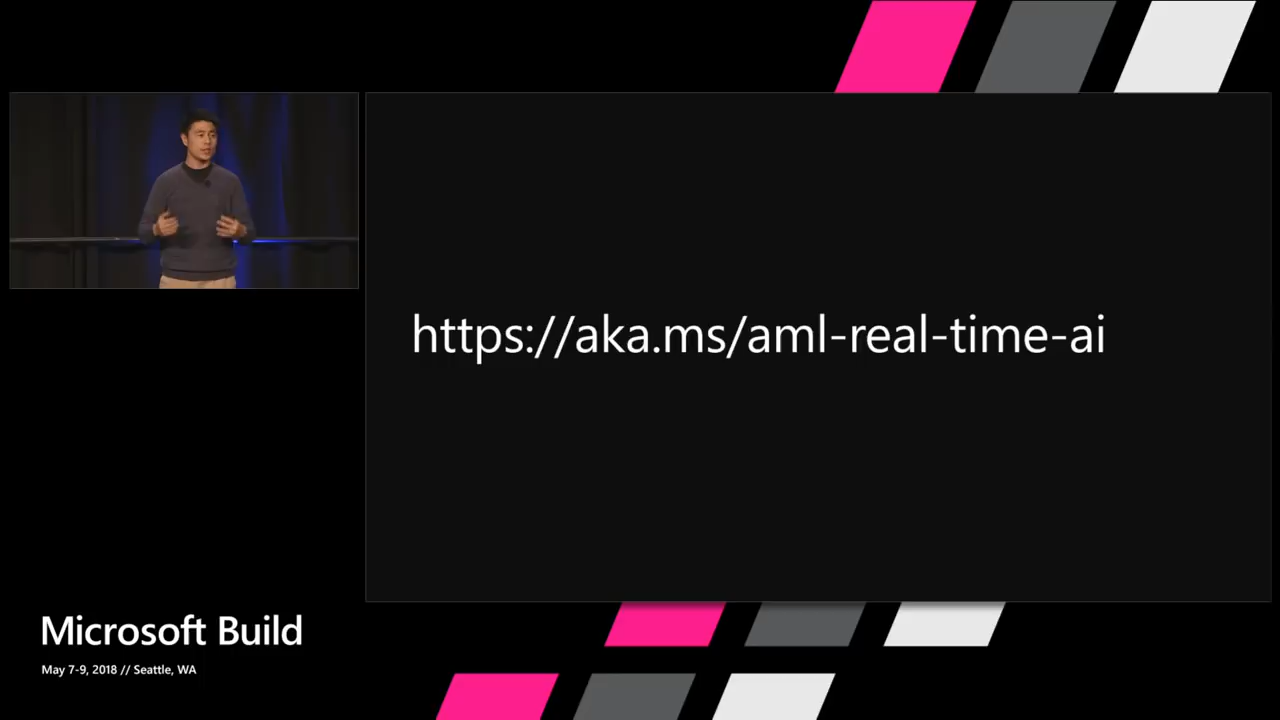 https://aka.ms/aml-real-time-ai
Microsoft Build
May 7-9, 2018 // Seattle, WA